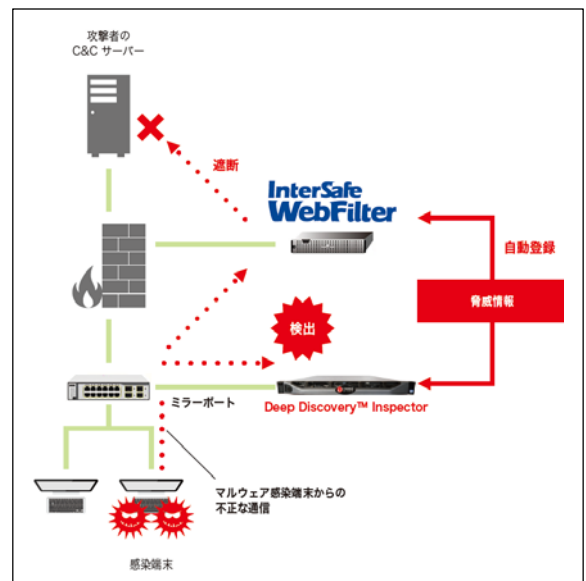 攻撃者の
C&C サーバー
遮断
InterSafe
WebFilter
自動登録
脅威情報
検出
ミラーポート
Deep Discovery™ Inspector
マルウェア感染端末からの
不正な通信
感染端末